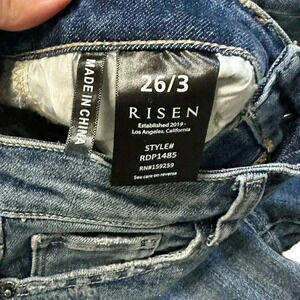 MADE IN CHINA
26/3
RISEN
Established 2019 -
Los Angeles, California
STYLE#
RDP1485
RN#159259
See care on reverse